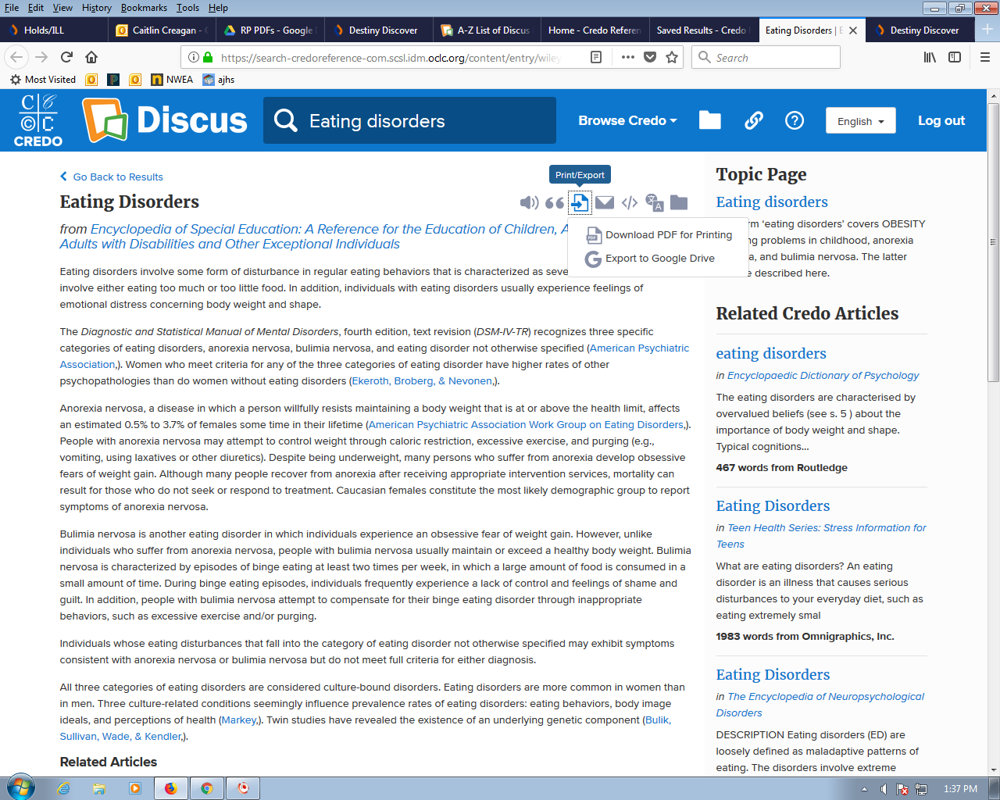 File Edit View History Bookmarks Tools Help
Holds/ILL
Caitlin Creagan -
RP PDFs - Google
Destiny Discover
A-Z List of Discus
Home - Credo Referen
Saved Results - Credo
Eating Disorders |
Destiny Discover
https://search-credoreference-com.scsl.idm.oclc.org/content/entry/wiley
Search
Most Visited
NWEA
ajhs
CREDO
Discus
Eating disorders
Browse Credo
English
Log out
Go Back to Results
Print/Export
Eating Disorders
Download PDF for Printing
Export to Google Drive
from Encyclopedia of Special Education: A Reference for the Education of Children, A
Adults with Disabilities and Other Exceptional Individuals
Eating disorders involve some form of disturbance in regular eating behaviors that is characterized as seve
involve either eating too much or too little food. In addition, individuals with eating disorders usually experience feelings of
emotional distress concerning body weight and shape.
The Diagnostic and Statistical Manual of Mental Disorders, fourth edition, text revision (DSM-IV-TR) recognizes three specific
categories of eating disorders, anorexia nervosa, bulimia nervosa, and eating disorder not otherwise specified (American Psychiatric
Association,). Women who meet criteria for any of the three categories of eating disorder have higher rates of other
psychopathologies than do women without eating disorders (Ekeroth, Broberg, & Nevonen,).
Anorexia nervosa, a disease in which a person willfully resists maintaining a body weight that is at or above the health limit, affects
an estimated 0.5% to 3.7% of females some time in their lifetime (American Psychiatric Association Work Group on Eating Disorders,).
People with anorexia nervosa may attempt to control weight through caloric restriction, excessive exercise, and purging (e.g.,
vomiting, using laxatives or other diuretics). Despite being underweight, many persons who suffer from anorexia develop obsessive
fears of weight gain. Although many people recover from anorexia after receiving appropriate intervention services, mortality can
result for those who do not seek or respond to treatment. Caucasian females constitute the most likely demographic group to report
symptoms of anorexia nervosa.
Bulimia nervosa is another eating disorder in which individuals experience an obsessive fear of weight gain. However, unlike
individuals who suffer from anorexia nervosa, people with bulimia nervosa usually maintain or exceed a healthy body weight. Bulimia
nervosa is characterized by episodes of binge eating at least two times per week, in which a large amount of food is consumed in a
small amount of time. During binge eating episodes, individuals frequently experience a lack of control and feelings of shame and
guilt. In addition, people with bulimia nervosa attempt to compensate for their binge eating disorder through inappropriate
behaviors, such as excessive exercise and/or purging.
Individuals whose eating disturbances that fall into the category of eating disorder not otherwise specified may exhibit symptoms
consistent with anorexia nervosa or bulimia nervosa but do not meet full criteria for either diagnosis.
All three categories of eating disorders are considered culture-bound disorders. Eating disorders are more common in women than
in men. Three culture-related conditions seemingly influence prevalence rates of eating disorders: eating behaviors, body image
ideals, and perceptions of health (Markey,). Twin studies have revealed the existence of an underlying genetic component (Bulik,
Sullivan, Wade, & Kendler,).
Related Articles
Topic Page
Eating disorders
rm ‘eating disorders’ covers OBESITY
g problems in childhood, anorexia
a, and bulimia nervosa. The latter
e described here.
Related Credo Articles
eating disorders
in Encyclopaedic Dictionary of Psychology
The eating disorders are characterised by
overvalued beliefs (see s. 5 ) about the
importance of body weight and shape.
Typical cognitions...
467 words from Routledge
Eating Disorders
in Teen Health Series: Stress Information for
Teens
What are eating disorders? An eating
disorder is an illness that causes serious
disturbances to your everyday diet, such as
eating extremely smal
1983 words from Omnigraphics, Inc.
Eating Disorders
in The Encyclopedia of Neuropsychological
Disorders
DESCRIPTION Eating disorders (ED) are
loosely defined as maladaptive patterns of
eating. The disorders involve extreme
1:37 PM